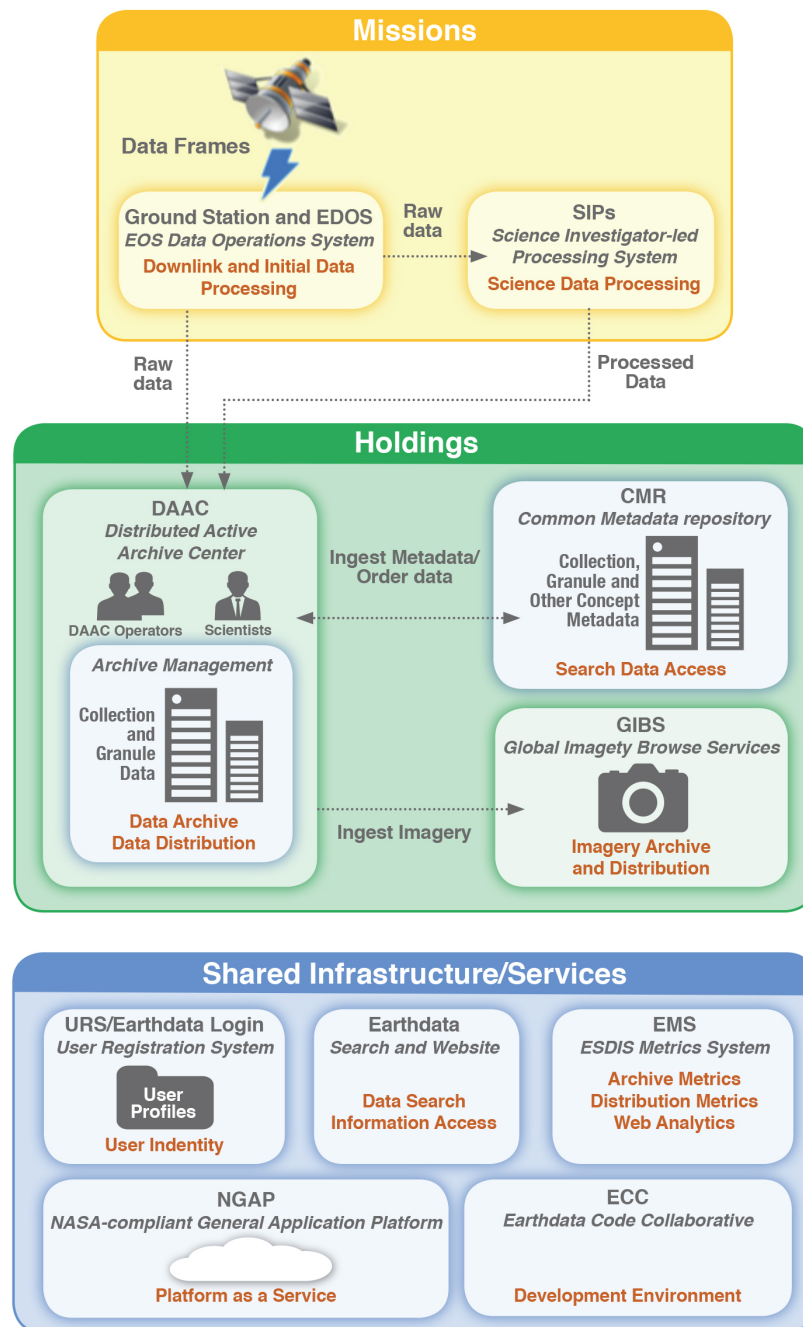 Missions
Data Frames
Ground Station and EDOS
EOS Data Operations System
Downlink and Initial Data
Processing
Raw
data
SIPs
Science Investigator-led
Processing System
Science Data Processing
Raw
data
Processed
Data
Holdings
DAAC
Distributed Active
Archive Center
DAAC Operators
Scientists
Archive Management
Collection
and
Granule
Data
Data Archive
Data Distribution
Ingest Metadata/
Order data
CMR
Common Metadata repository
Collection,
Granule and
Other Concept
Metadata
Search Data Access
Ingest Imagery
GIBS
Global Imagety Browse Services
Imagery Archive
and Distribution
Shared Infrastructure/Services
URS/Earthdata Login
User Registration System
User
Profiles
User Indentity
Earthdata
Search and Website
Data Search
Information Access
EMS
ESDIS Metrics System
Archive Metrics
Distribution Metrics
Web Analytics
NGAP
NASA-compliant General Application Platform
Platform as a Service
ECC
Earthdata Code Collaborative
Development Environment